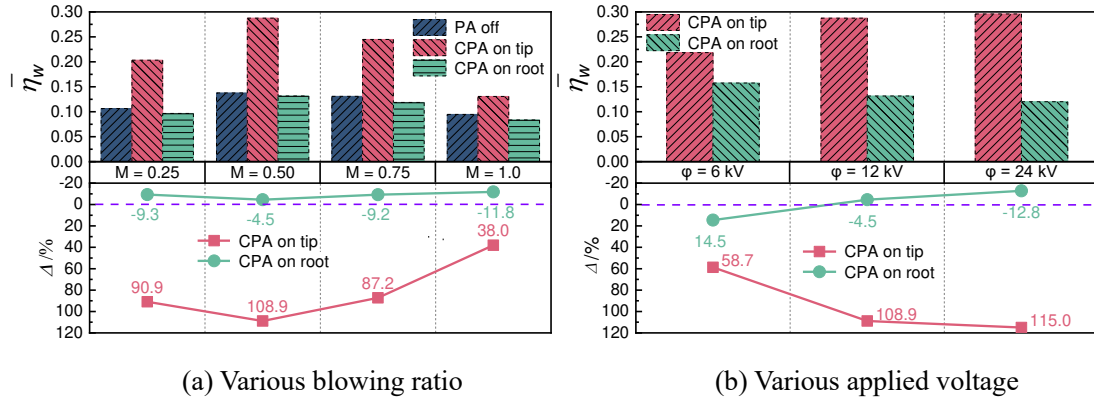 0.30
0.25
0.20
0.15
0.10
0.05
0.00
η̄w
PA off
CPA on tip
CPA on root
M = 0.25 M = 0.50 M = 0.75 M = 1.0
-20
0
20
40
60
80
100
120
Δ/%
-9.3 -4.5 -9.2 -11.8
CPA on tip
CPA on root
90.9 108.9 87.2 38.0
(a) Various blowing ratio
0.30
0.25
0.20
0.15
0.10
0.05
0.00
η̄w
CPA on tip
CPA on root
φ = 6 kV φ = 12 kV φ = 24 kV
-20
0
20
40
60
80
100
120
Δ/%
14.5 -4.5 -12.8
CPA on tip
CPA on root
58.7 108.9 115.0
(b) Various applied voltage